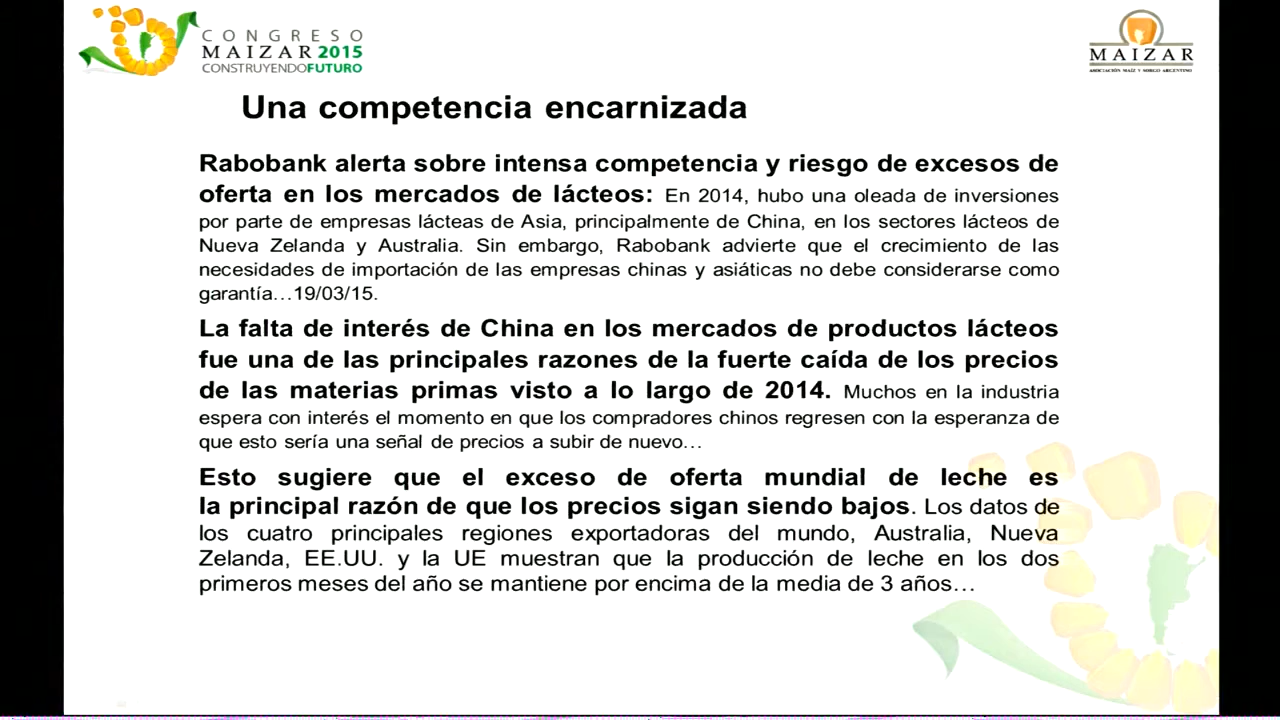 CONGRESO
MAIZAR 2015
CONSTRUYENDOFUTURO
MAIZAR
ASOCIACIÓN MAÍZ Y SORGO ARGENTINO
Una competencia encarnizada
Rabobank alerta sobre intensa competencia y riesgo de excesos de
oferta en los mercados de lácteos: En 2014, hubo una oleada de inversiones
por parte de empresas lácteas de Asia, principalmente de China, en los sectores lácteos de
Nueva Zelanda y Australia. Sin embargo, Rabobank advierte que el crecimiento de las
necesidades de importación de las empresas chinas y asiáticas no debe considerarse como
garantía…19/03/15.
La falta de interés de China en los mercados de productos lácteos
fue una de las principales razones de la fuerte caída de los precios
de las materias primas visto a lo largo de 2014. Muchos en la industria
espera con interés el momento en que los compradores chinos regresen con la esperanza de
que esto sería una señal de precios a subir de nuevo…
Esto sugiere que el exceso de oferta mundial de leche es
la principal razón de que los precios sigan siendo bajos. Los datos de
los cuatro principales regiones exportadoras del mundo, Australia, Nueva
Zelanda, EE.UU. y la UE muestran que la producción de leche en los dos
primeros meses del año se mantiene por encima de la media de 3 años…